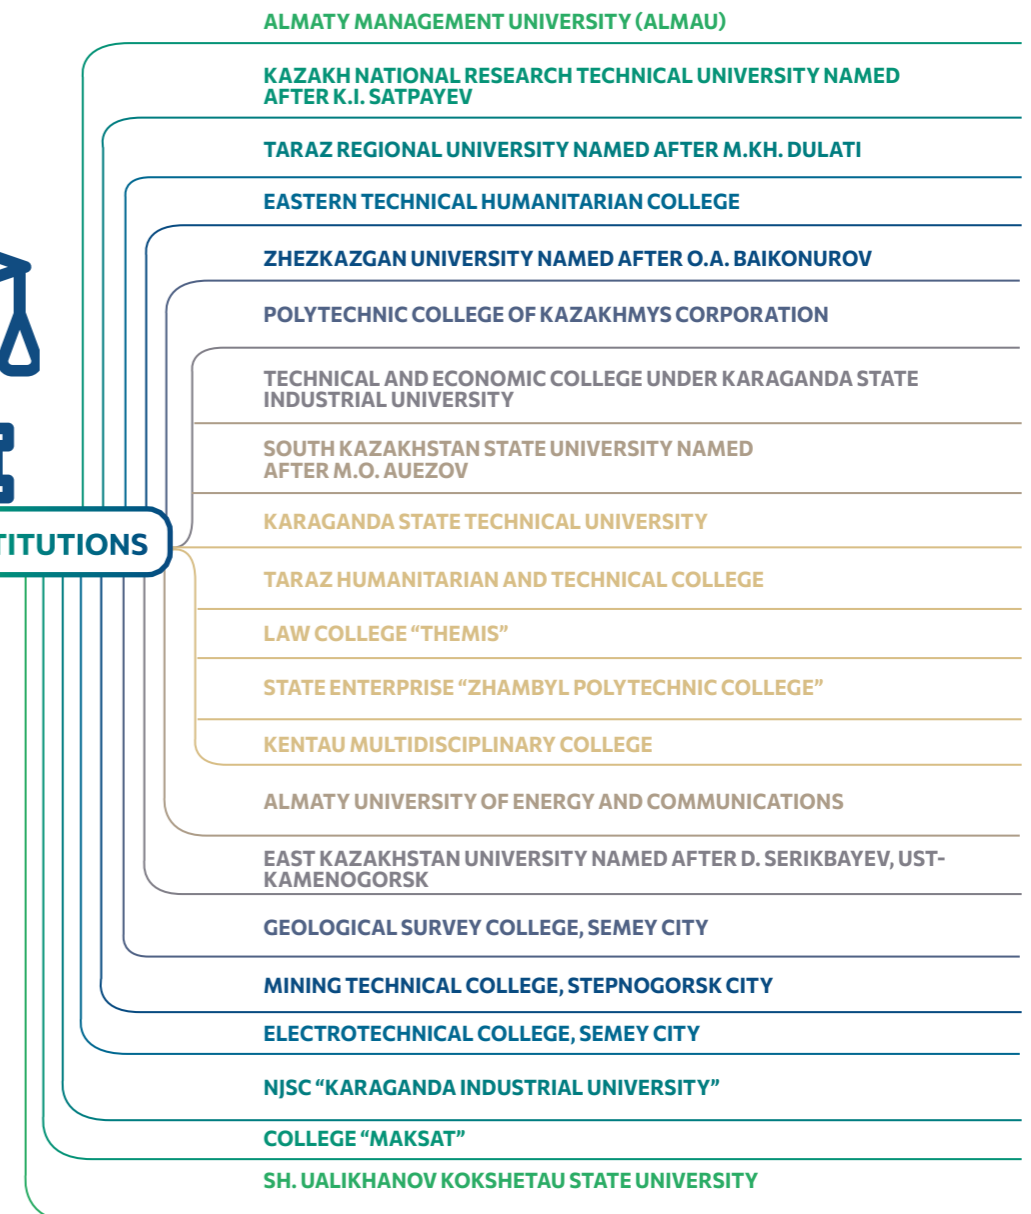 ALMATY MANAGEMENT UNIVERSITY (ALMAU)
KAZAKH NATIONAL RESEARCH TECHNICAL UNIVERSITY NAMED
AFTER K.I. SATPAYEV
TARAZ REGIONAL UNIVERSITY NAMED AFTER M.KH. DULATI
EASTERN TECHNICAL HUMANITARIAN COLLEGE
ZHEZKAZGAN UNIVERSITY NAMED AFTER O.A. BAIKONUROV
POLYTECHNIC COLLEGE OF KAZAKHMYS CORPORATION
TECHNICAL AND ECONOMIC COLLEGE UNDER KARAGANDA STATE
INDUSTRIAL UNIVERSITY
SOUTH KAZAKHSTAN STATE UNIVERSITY NAMED
AFTER M.O. AUEZOV
KARAGANDA STATE TECHNICAL UNIVERSITY
TITUTIONS
TARAZ HUMANITARIAN AND TECHNICAL COLLEGE
LAW COLLEGE “THEMIS”
STATE ENTERPRISE “ZHAMBYL POLYTECHNIC COLLEGE”
KENTAU MULTIDISCIPLINARY COLLEGE
ALMATY UNIVERSITY OF ENERGY AND COMMUNICATIONS
EAST KAZAKHSTAN UNIVERSITY NAMED AFTER D. SERIKBAYEV, UST-
KAMENOGORSK
GEOLOGICAL SURVEY COLLEGE, SEMEY CITY
MINING TECHNICAL COLLEGE, STEPNOGORSK CITY
ELECTROTECHNICAL COLLEGE, SEMEY CITY
NJSC “KARAGANDA INDUSTRIAL UNIVERSITY”
COLLEGE “MAKSAT”
SH. UALIKHANOV KOKSHETAU STATE UNIVERSITY